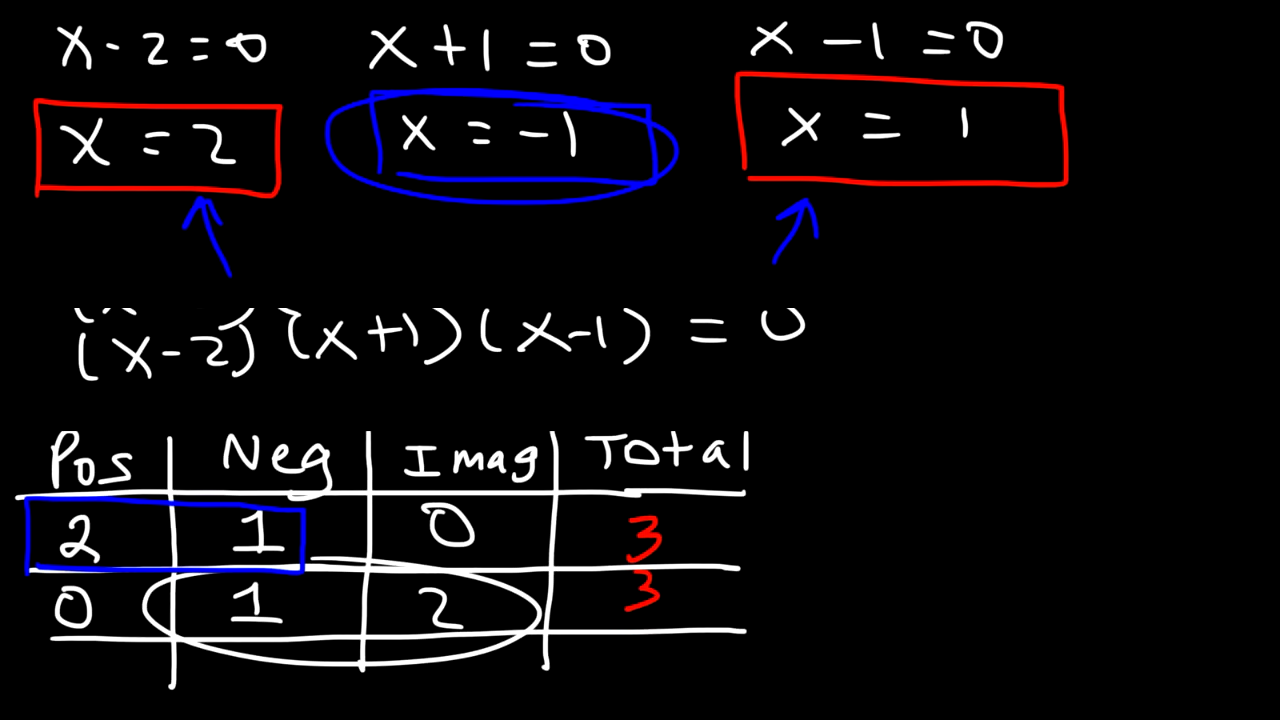 x - 2 = 0 x + 1 = 0 x - 1 = 0
x = 2 x = -1 x = 1
(x-2)(x+1)(x-1) = 0
Pos Neg Imag Total
2 1 0 3
0 1 2 3